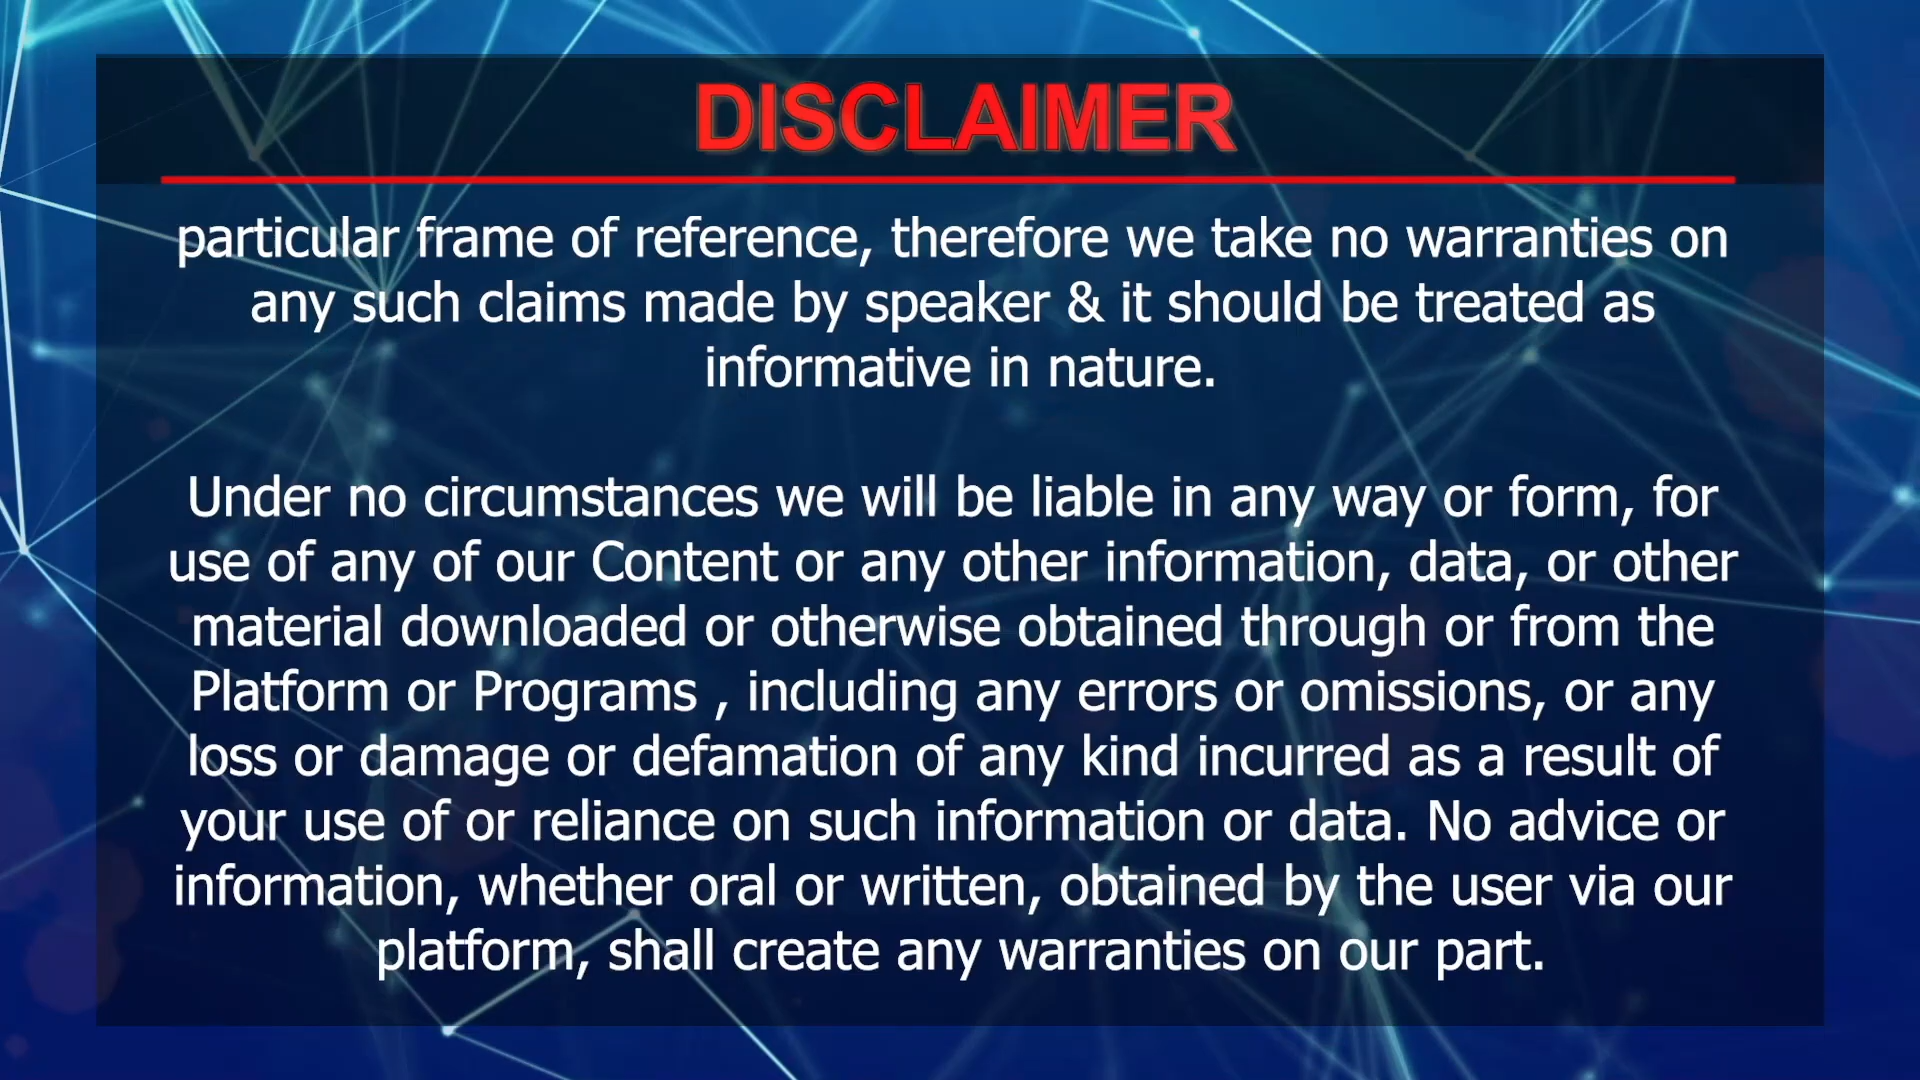 DISCLAIMER
particular frame of reference, therefore we take no warranties on
any such claims made by speaker & it should be treated as
informative in nature.
Under no circumstances we will be liable in any way or form, for
use of any of our Content or any other information, data, or other
material downloaded or otherwise obtained through or from the
Platform or Programs , including any errors or omissions, or any
loss or damage or defamation of any kind incurred as a result of
your use of or reliance on such information or data. No advice or
information, whether oral or written, obtained by the user via our
platform, shall create any warranties on our part.